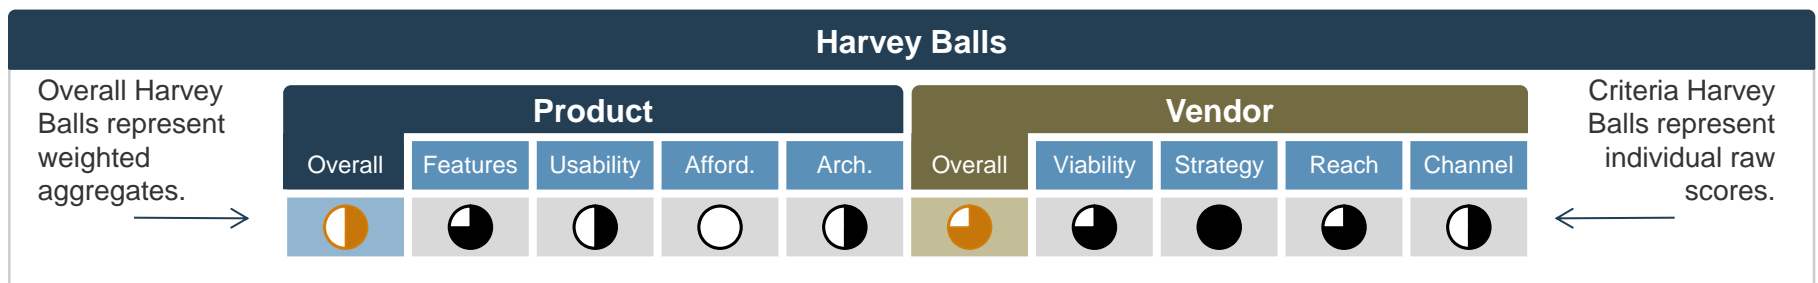 Harvey Balls
Overall Harvey
Balls represent
weighted
aggregates.
Product
Vendor
Overall
Features
Usability
Afford.
Arch.
Overall
Viability
Strategy
Reach
Channel
Criteria Harvey
Balls represent
individual raw
scores.